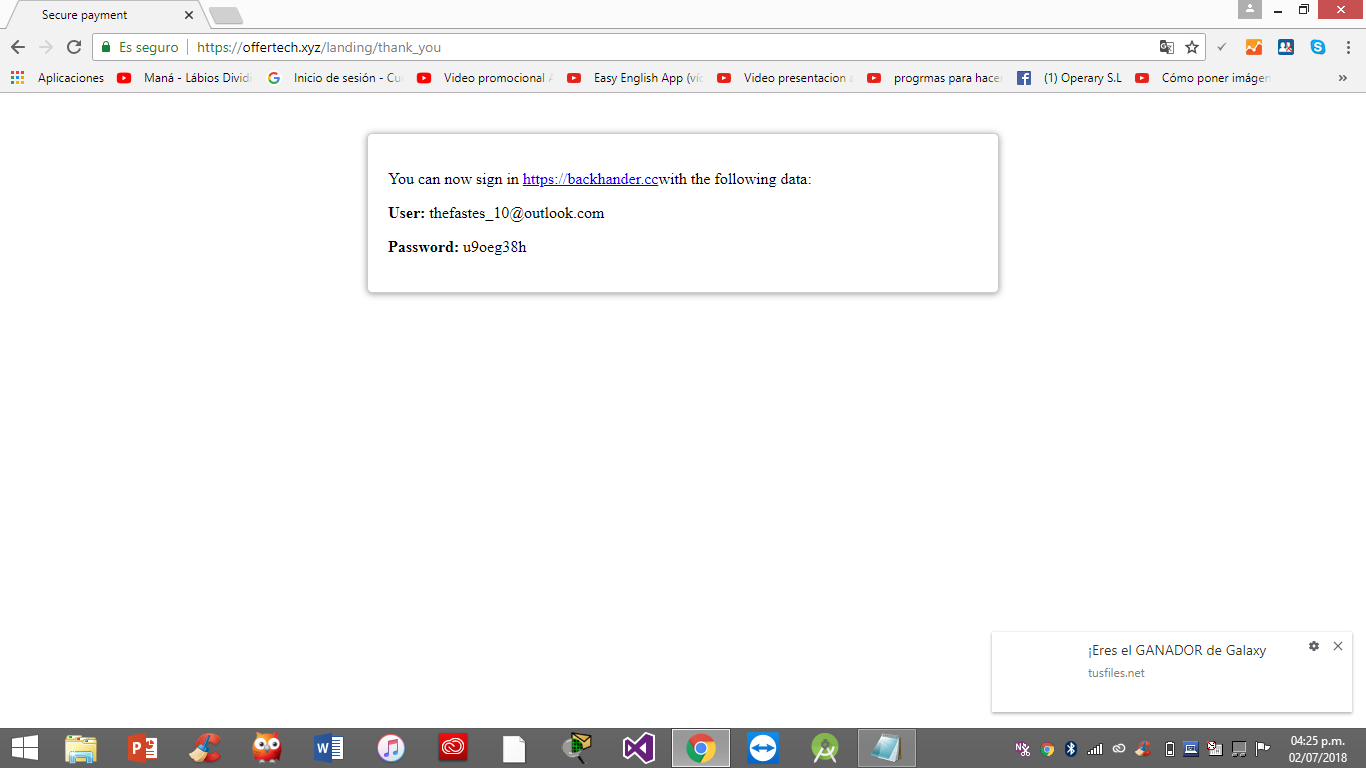 Secure payment
Es seguro https://offertech.xyz/landing/thank_you
Aplicaciones Maná - Lábios Dividi Inicio de sesión - Cu Video promocional A Easy English App (vid Video presentacion a progrmas para hacer (1) Operary S.L Cómo poner imágen »
You can now sign in https://backhander.ccwith the following data:
User: thefastes_10@outlook.com
Password: u9oeg38h
¡Eres el GANADOR de Galaxy
tusfiles.net
04:25 p.m.
02/07/2018